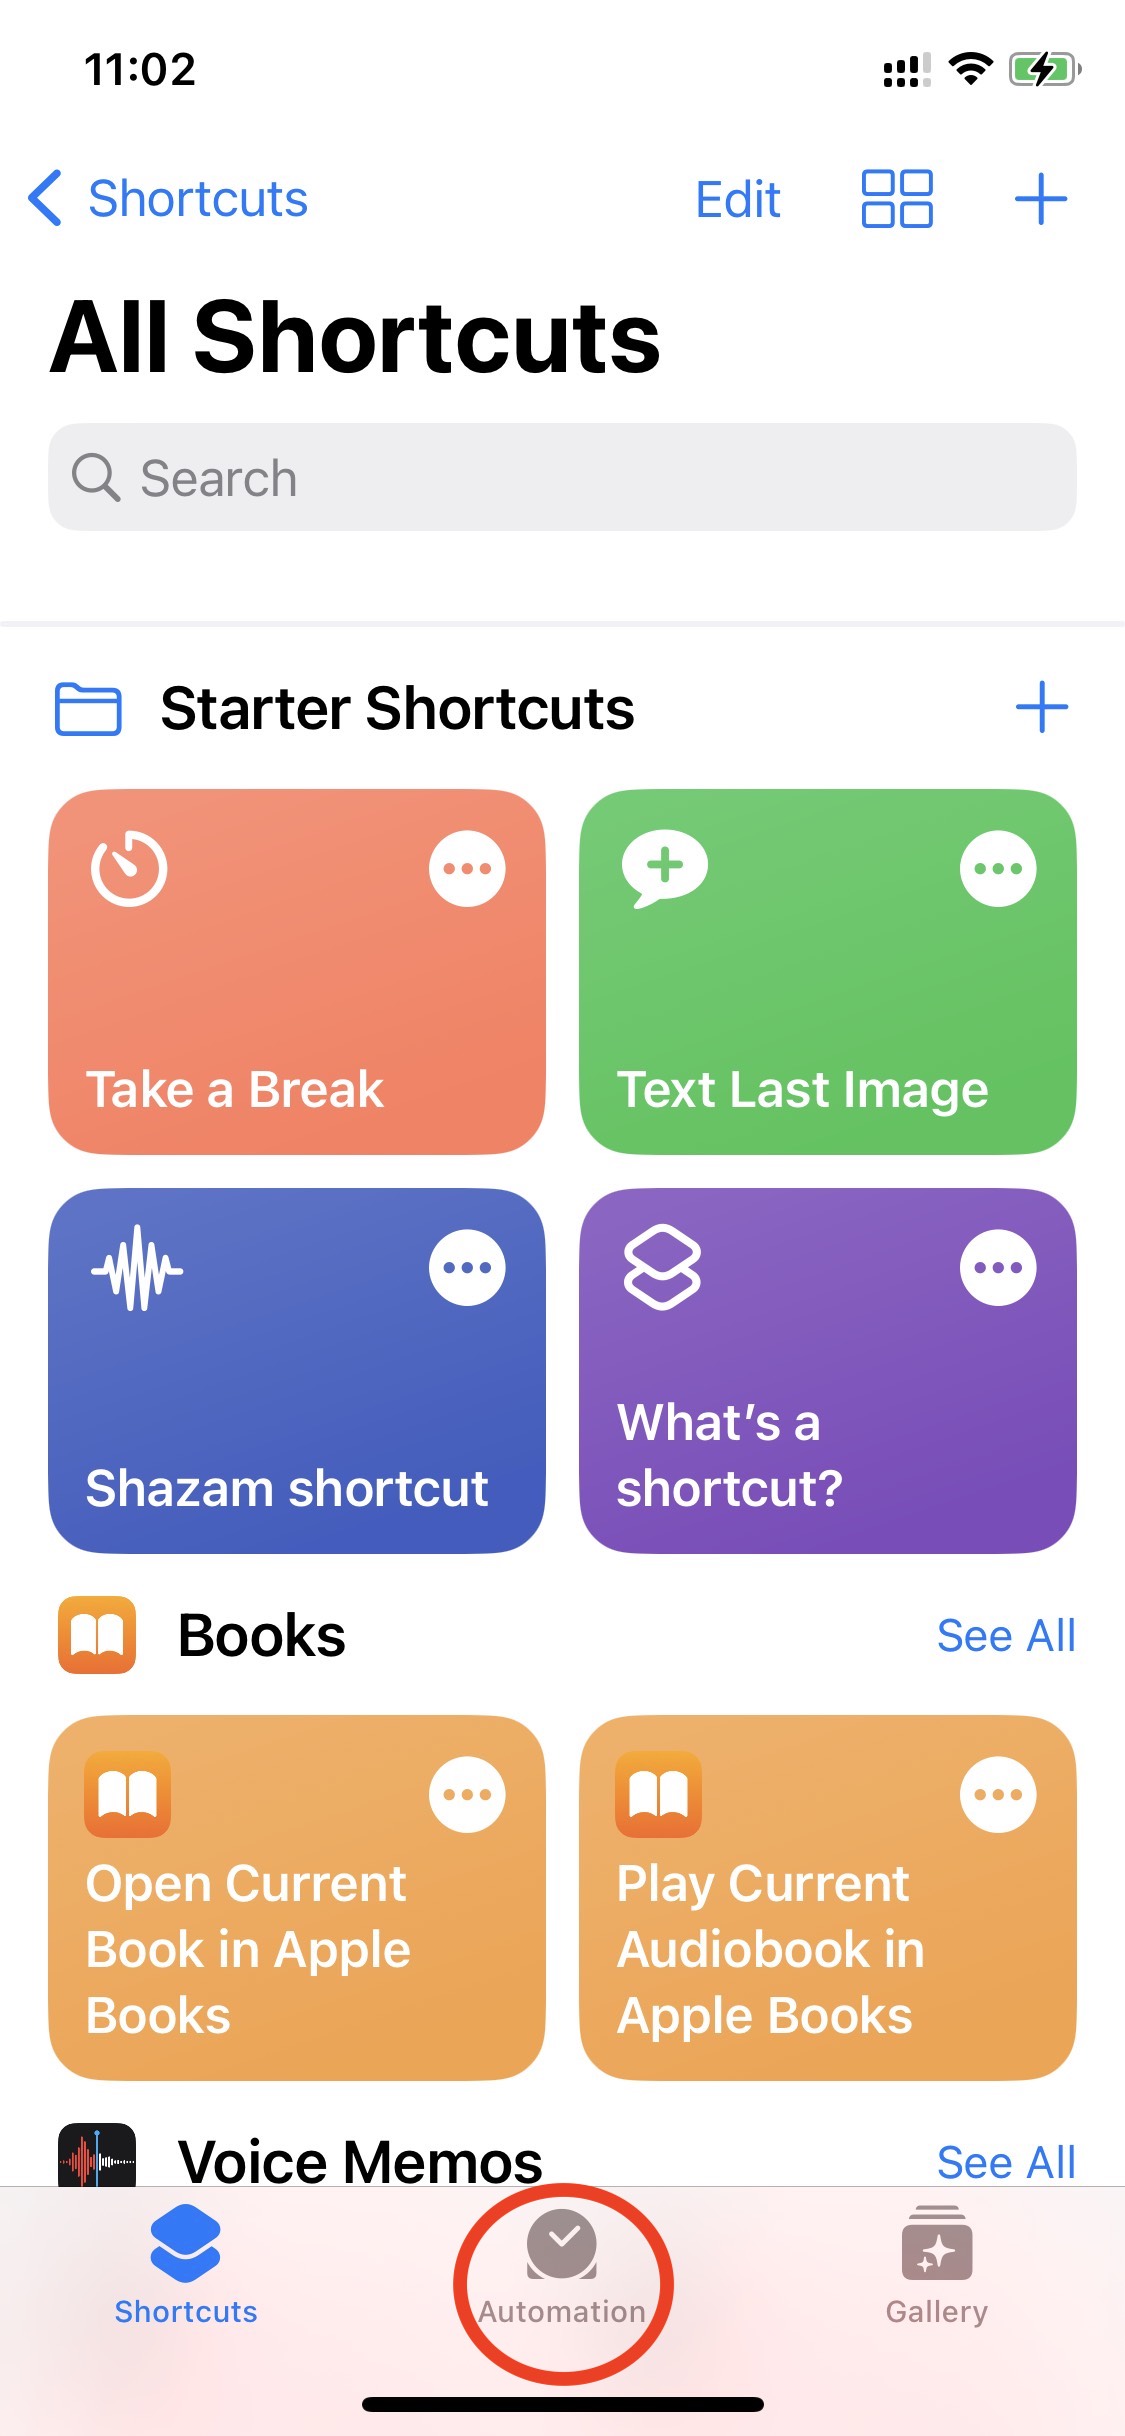 11:02
Shortcuts
Edit
All Shortcuts
Search
Starter Shortcuts
Take a Break
Text Last Image
Shazam shortcut
What's a
shortcut?
Books
See All
Open Current
Book in Apple
Books
Play Current
Audiobook in
Apple Books
Voice Memos
See All
Shortcuts
Automation
Gallery